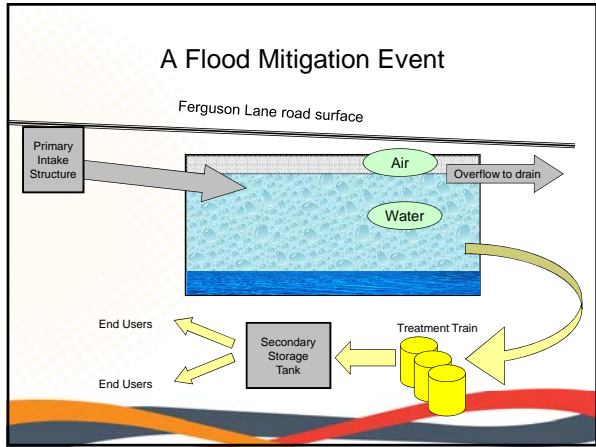 A Flood Mitigation Event
Ferguson Lane road surface
Primary
Intake
Structure
Air
Overflow to drain
Water
End Users
Treatment Train
Secondary
Storage
Tank
End Users